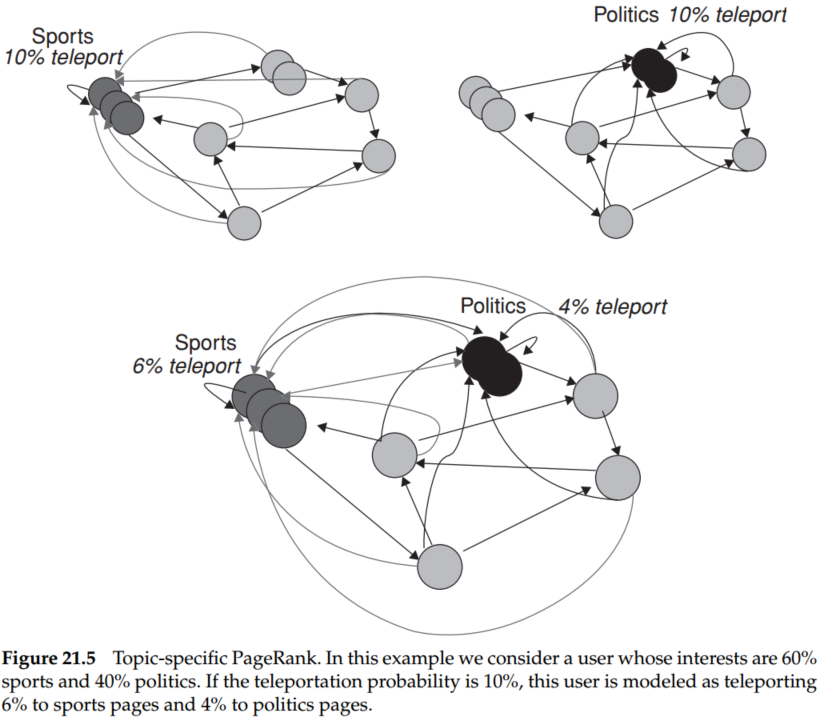 Sports
10% teleport
Politics 10% teleport
Politics 4% teleport
Sports
6% teleport
Figure 21.5 Topic-specific PageRank. In this example we consider a user whose interests are 60%
sports and 40% politics. If the teleportation probability is 10%, this user is modeled as teleporting
6% to sports pages and 4% to politics pages.